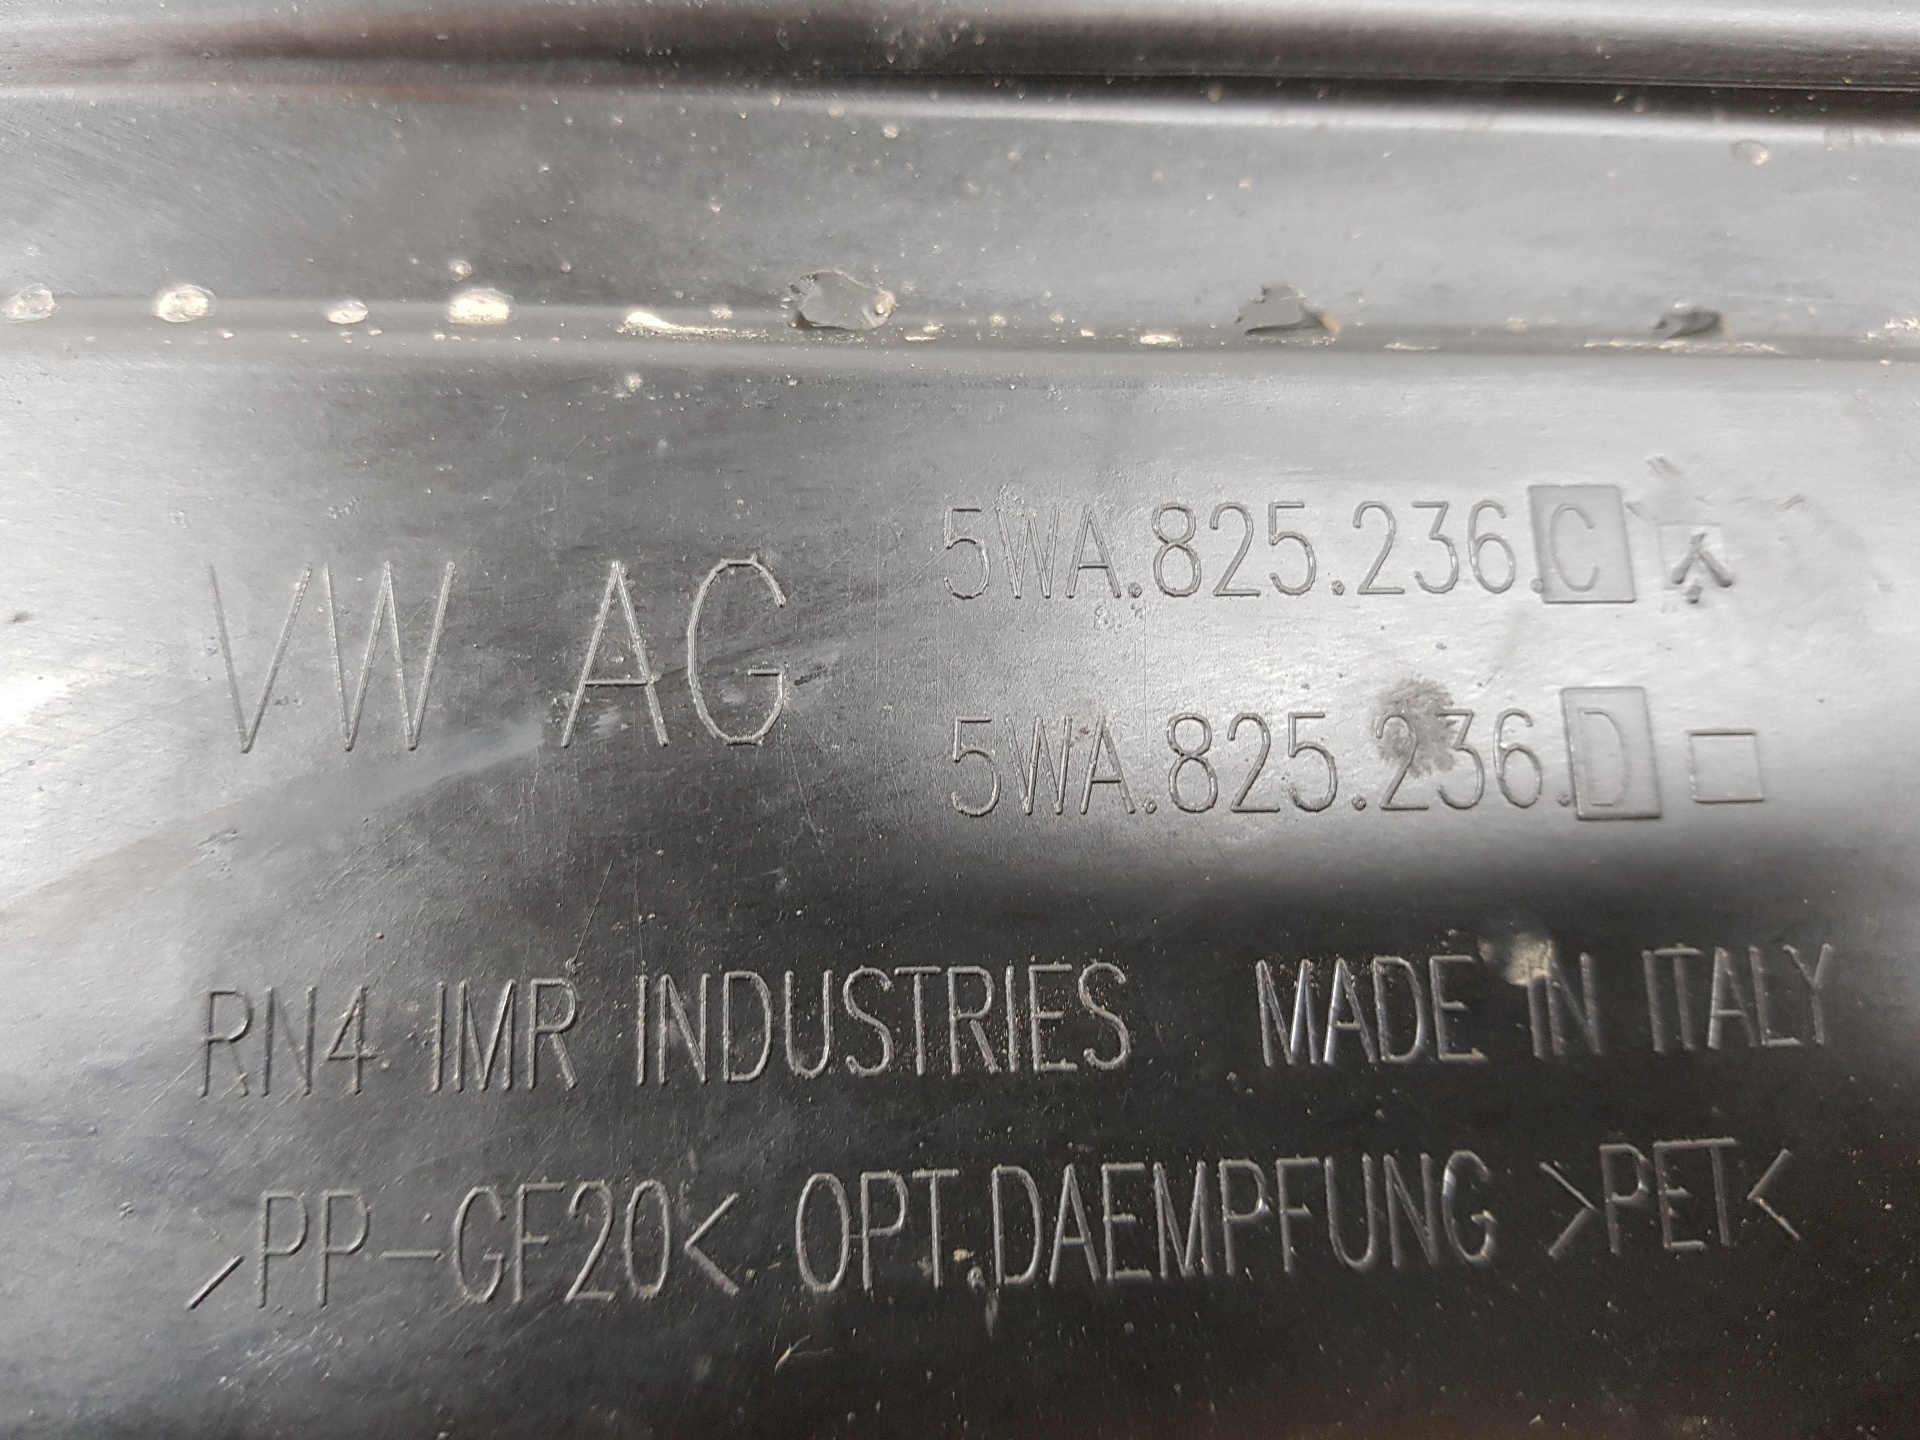 VW AG
5WA.825.236.C
5WA.825.236.D
RN4 IMR INDUSTRIES MADE IN ITALY
>PP-GF20< OPT.DAEMPFUNG >PET<